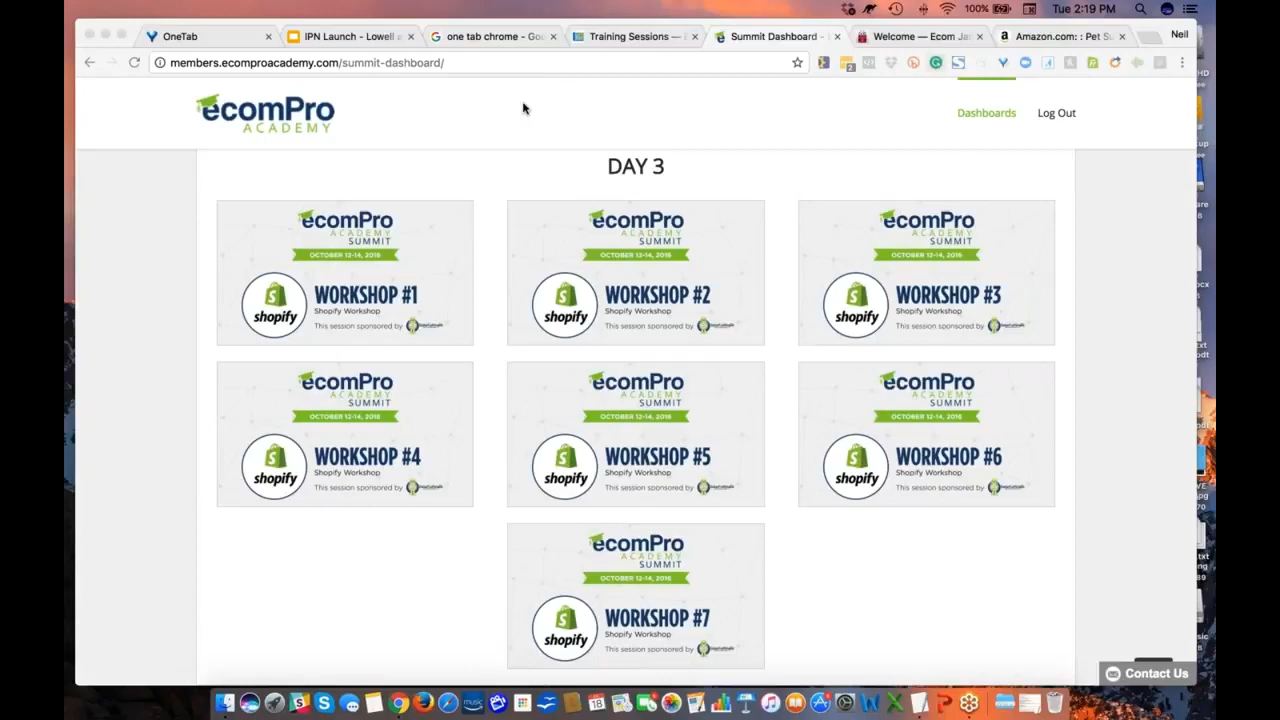 100%
Tue 2:19 PM
OneTab
IPN Launch - Lowell a
one tab chrome - Goo
Training Sessions — E
Summit Dashboard -
Welcome — Ecom Ja
Amazon.com: : Pet S
Neil
members.ecomproacademy.com/summit-dashboard/
ecomPro
ACADEMY
Dashboards
Log Out
DAY 3
ecomPro
ACADEMY
SUMMIT
OCTOBER 12-14, 2016
shopify
WORKSHOP #1
Shopify Workshop
This session sponsored by
ecomPro
ACADEMY
SUMMIT
OCTOBER 12-14, 2016
shopify
WORKSHOP #2
Shopify Workshop
This session sponsored by
ecomPro
ACADEMY
SUMMIT
OCTOBER 12-14, 2016
shopify
WORKSHOP #3
Shopify Workshop
This session sponsored by
ecomPro
ACADEMY
SUMMIT
OCTOBER 12-14, 2016
shopify
WORKSHOP #4
Shopify Workshop
This session sponsored by
ecomPro
ACADEMY
SUMMIT
OCTOBER 12-14, 2016
shopify
WORKSHOP #5
Shopify Workshop
This session sponsored by
ecomPro
ACADEMY
SUMMIT
OCTOBER 12-14, 2016
shopify
WORKSHOP #6
Shopify Workshop
This session sponsored by
ecomPro
ACADEMY
SUMMIT
OCTOBER 12-14, 2016
shopify
WORKSHOP #7
Shopify Workshop
This session sponsored by
Contact Us
music
18